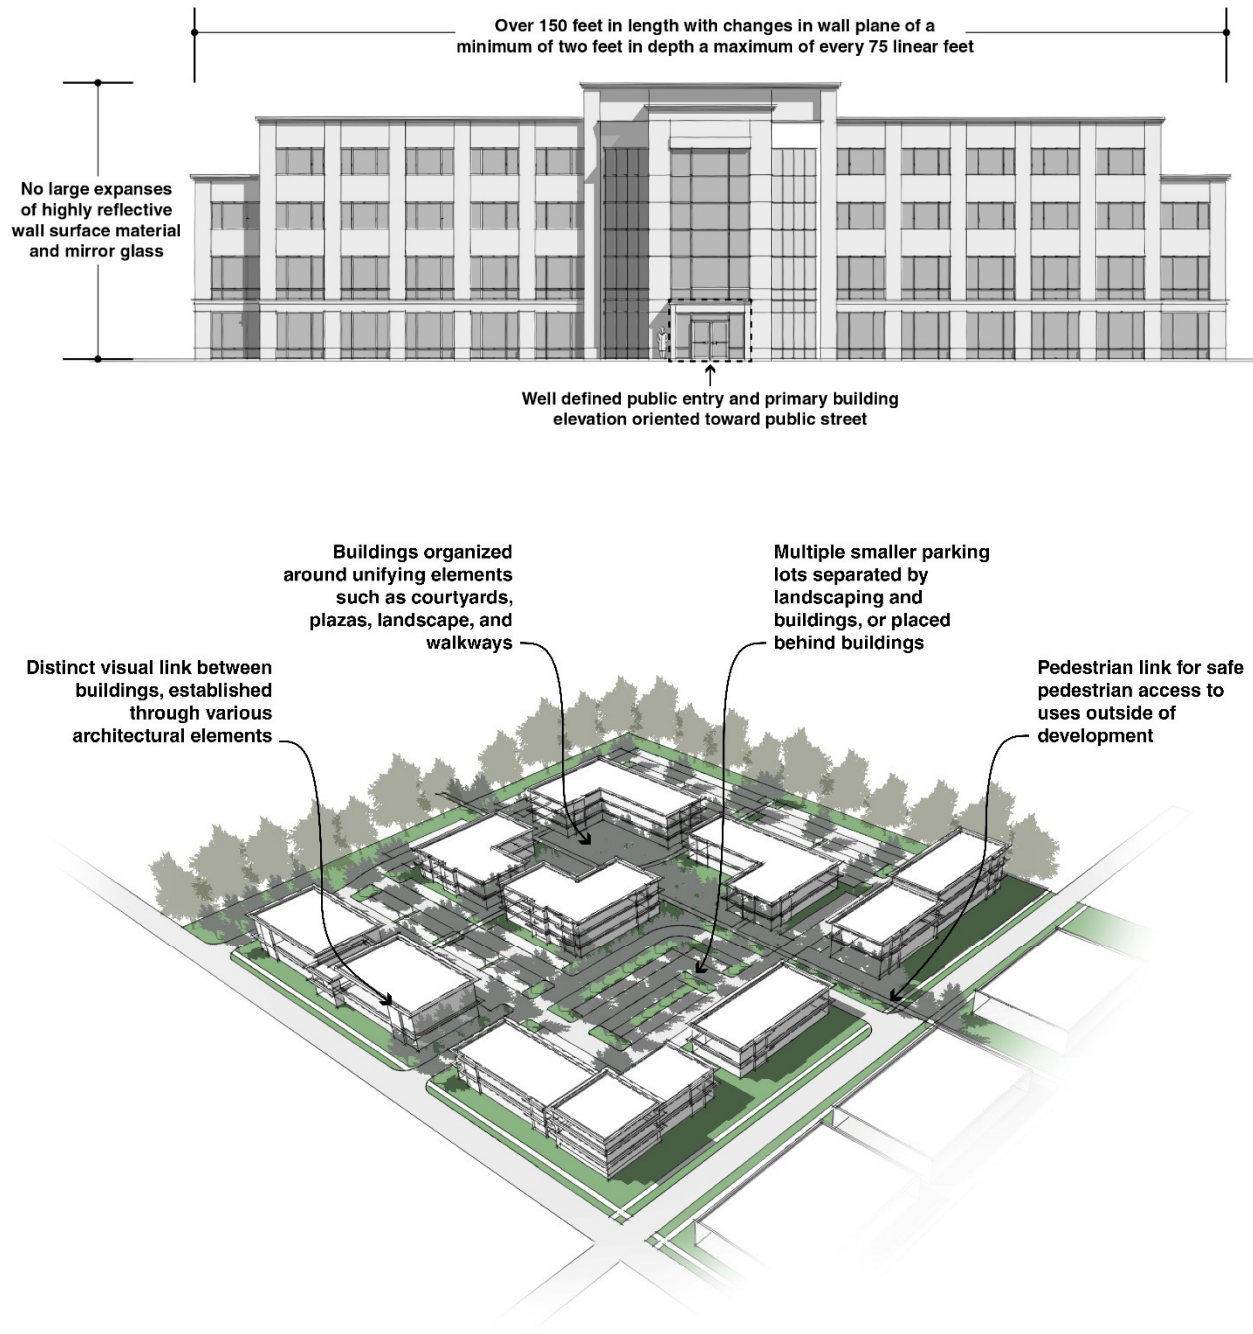 Over 150 feet in length with changes in wall plane of a
minimum of two feet in depth a maximum of every 75 linear feet
No large expanses
of highly reflective
wall surface material
and mirror glass
Well defined public entry and primary building
elevation oriented toward public street
Buildings organized
around unifying elements
such as courtyards,
plazas, landscape, and
walkways
Multiple smaller parking
lots separated by
landscaping and
buildings, or placed
behind buildings
Distinct visual link between
buildings, established
through various
architectural elements
Pedestrian link for safe
pedestrian access to
uses outside of
development